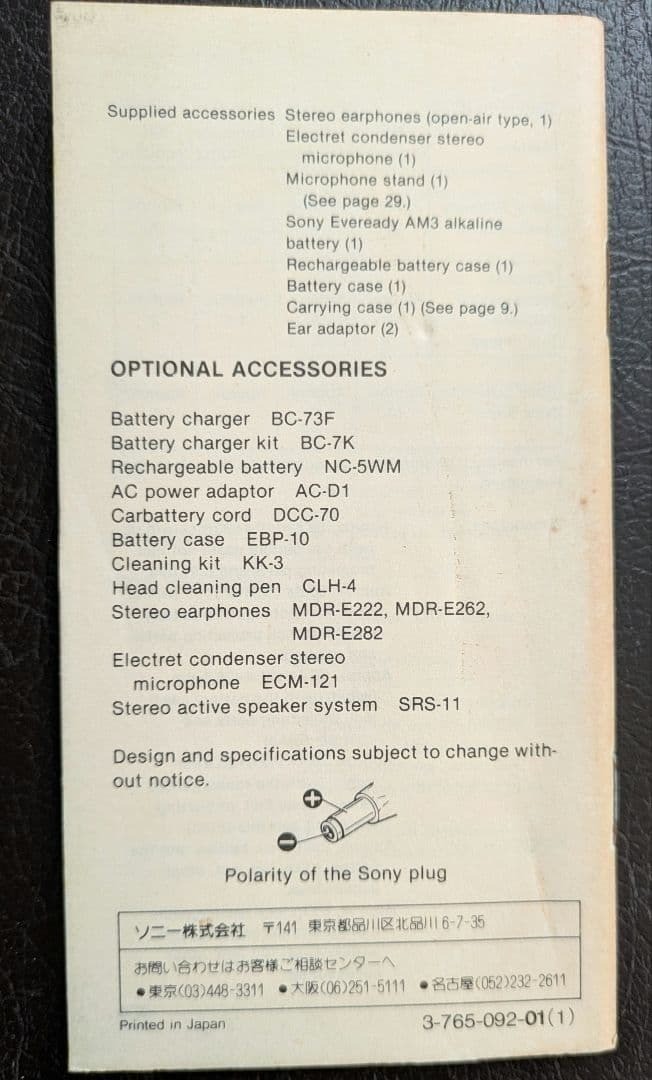 Supplied accessories Stereo earphones (open-air type, 1)
Electret condenser stereo
microphone (1)
Microphone stand (1)
(See page 29.)
Sony Eveready AM3 alkaline
battery (1)
Rechargeable battery case (1)
Battery case (1)
Carrying case (1) (See page 9.)
Ear adaptor (2)
OPTIONAL ACCESSORIES
Battery charger BC-73F
Battery charger kit BC-7K
Rechargeable battery NC-5WM
AC power adaptor AC-D1
Carbattery cord DCC-70
Battery case EBP-10
Cleaning kit KK-3
Head cleaning pen CLH-4
Stereo earphones MDR-E222, MDR-E262,
MDR-E282
Electret condenser stereo
microphone ECM-121
Stereo active speaker system SRS-11
Design and specifications subject to change with-
out notice.
Polarity of the Sony plug
ソニー株式会社 〒141 東京都品川区北品川6-7-35
お問い合わせはお客様ご相談センターへ
●東京(03)448-3311 ●大阪(06)251-5111 ●名古屋(052)232-2611
Printed in Japan 3-765-092-01(1)